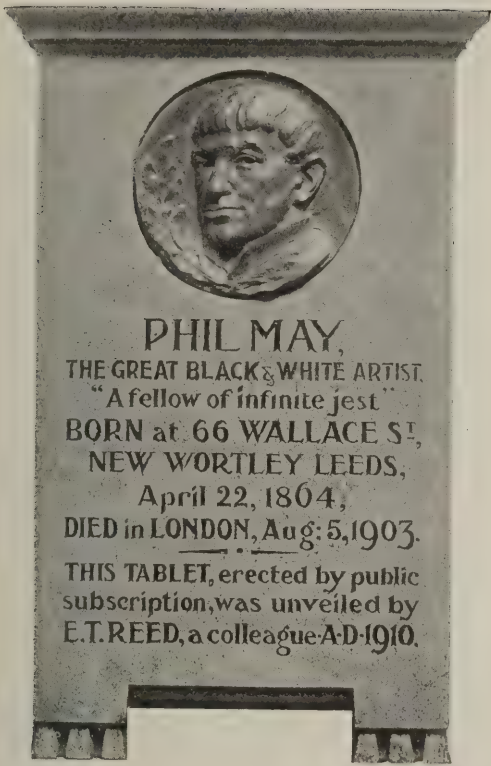 PHIL MAY,
THE GREAT BLACK & WHITE ARTIST.
"A fellow of infinite jest"
BORN at 66 WALLACE ST,
NEW WORTLEY LEEDS,
April 22, 1864,
DIED in LONDON, Aug: 5, 1903.
THIS TABLET, erected by public
subscription, was unveiled by
E.T. REED, a colleague·A·D·1910.